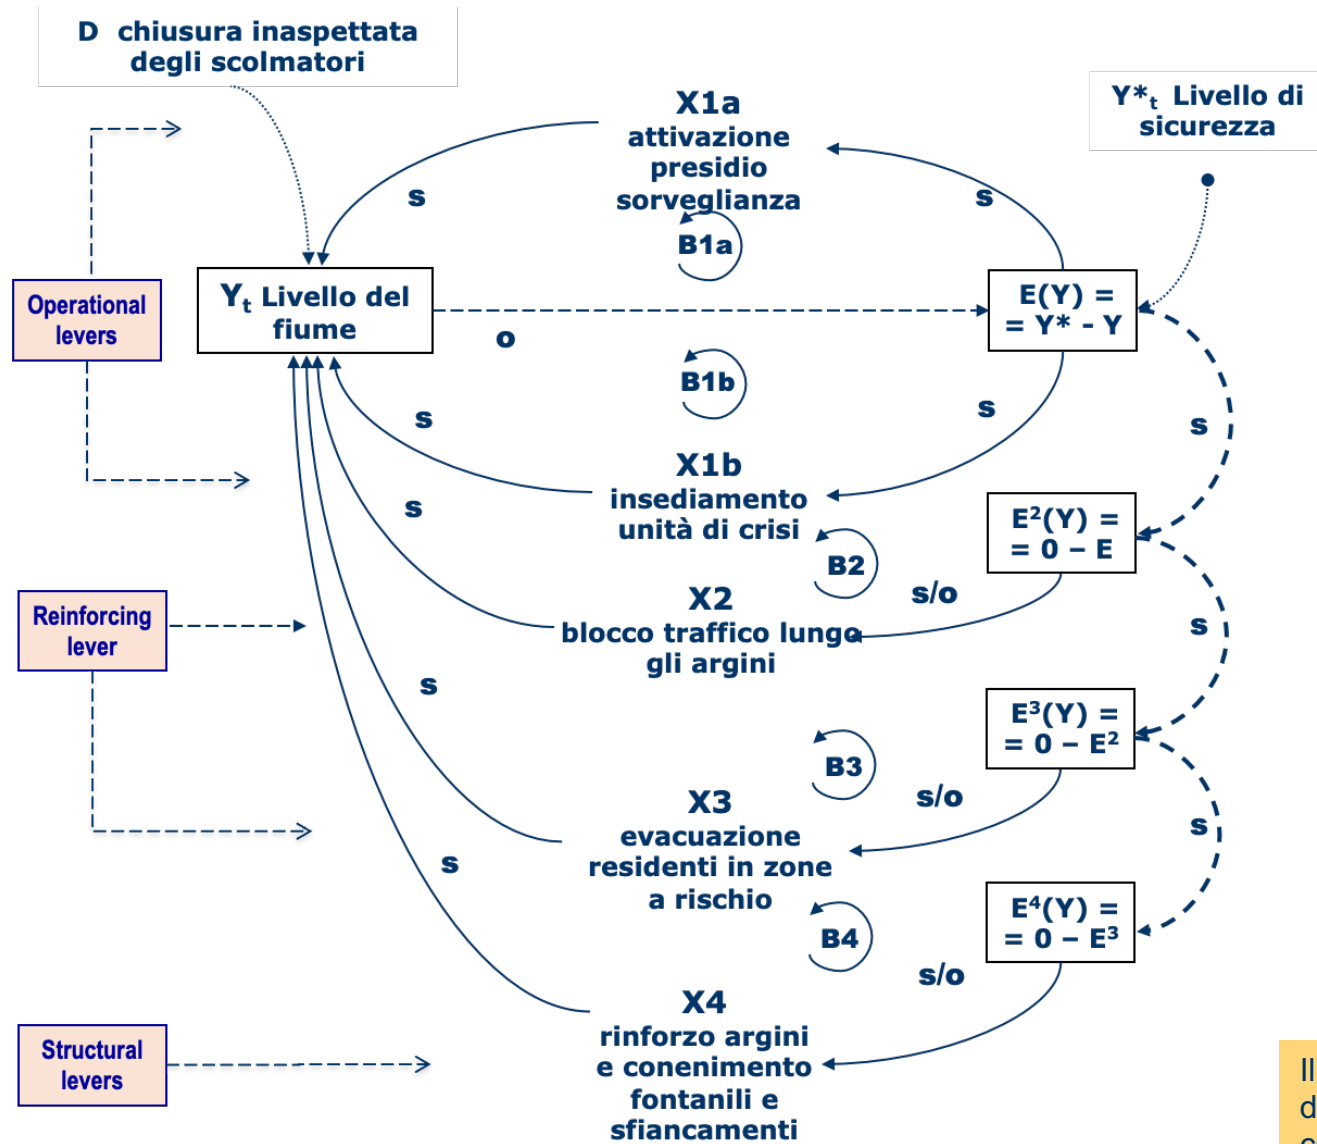 D chiusura inaspettata
degli scolmatori
Y*t Livello di
sicurezza
X1a
attivazione
presidio
sorveglianza
s
s
B1a
Operational
levers
Yt Livello del
fiume
E(Y) =
= Y* - Y
o
B1b
s
s
s
X1b
insediamento
unità di crisi
s
E²(Y) =
= 0 – E
B2
s/o
X2
blocco traffico lungo
gli argini
Reinforcing
lever
s
s
E³(Y) =
= 0 – E²
B3
s/o
X3
evacuazione
residenti in zone
a rischio
s
s
E⁴(Y) =
= 0 – E³
B4
s/o
X4
rinforzo argini
e conenimento
fontanili e
sfiancamenti
Structural
levers
Il
d
c